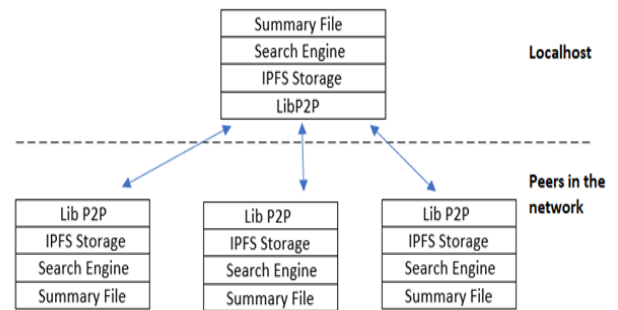 Summary File
Search Engine
IPFS Storage
LibP2P
Localhost
Peers in the
network
Lib P2P
IPFS Storage
Search Engine
Summary File
Lib P2P
IPFS Storage
Search Engine
Summary File
Lib P2P
IPFS Storage
Search Engine
Summary File